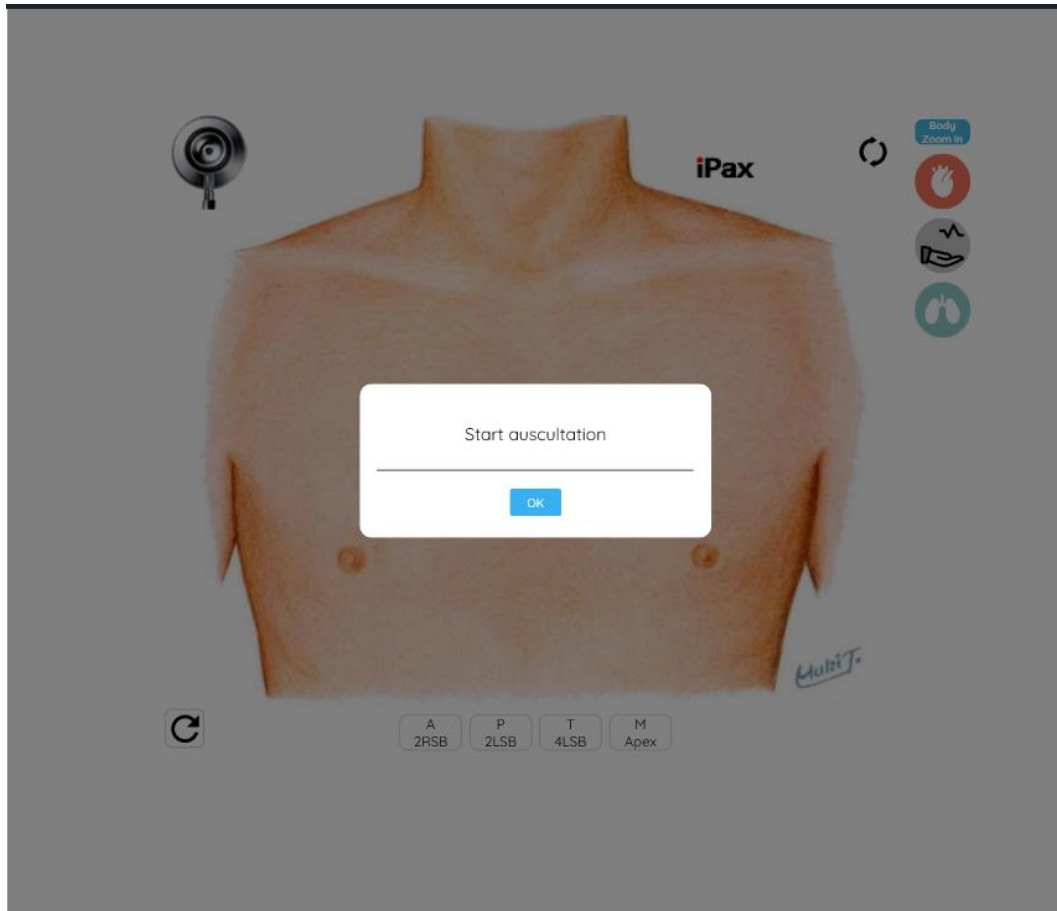 Body
Zoom In
iPax
Start auscultation
OK
A
2RSB
P
2LSB
T
4LSB
M
Apex